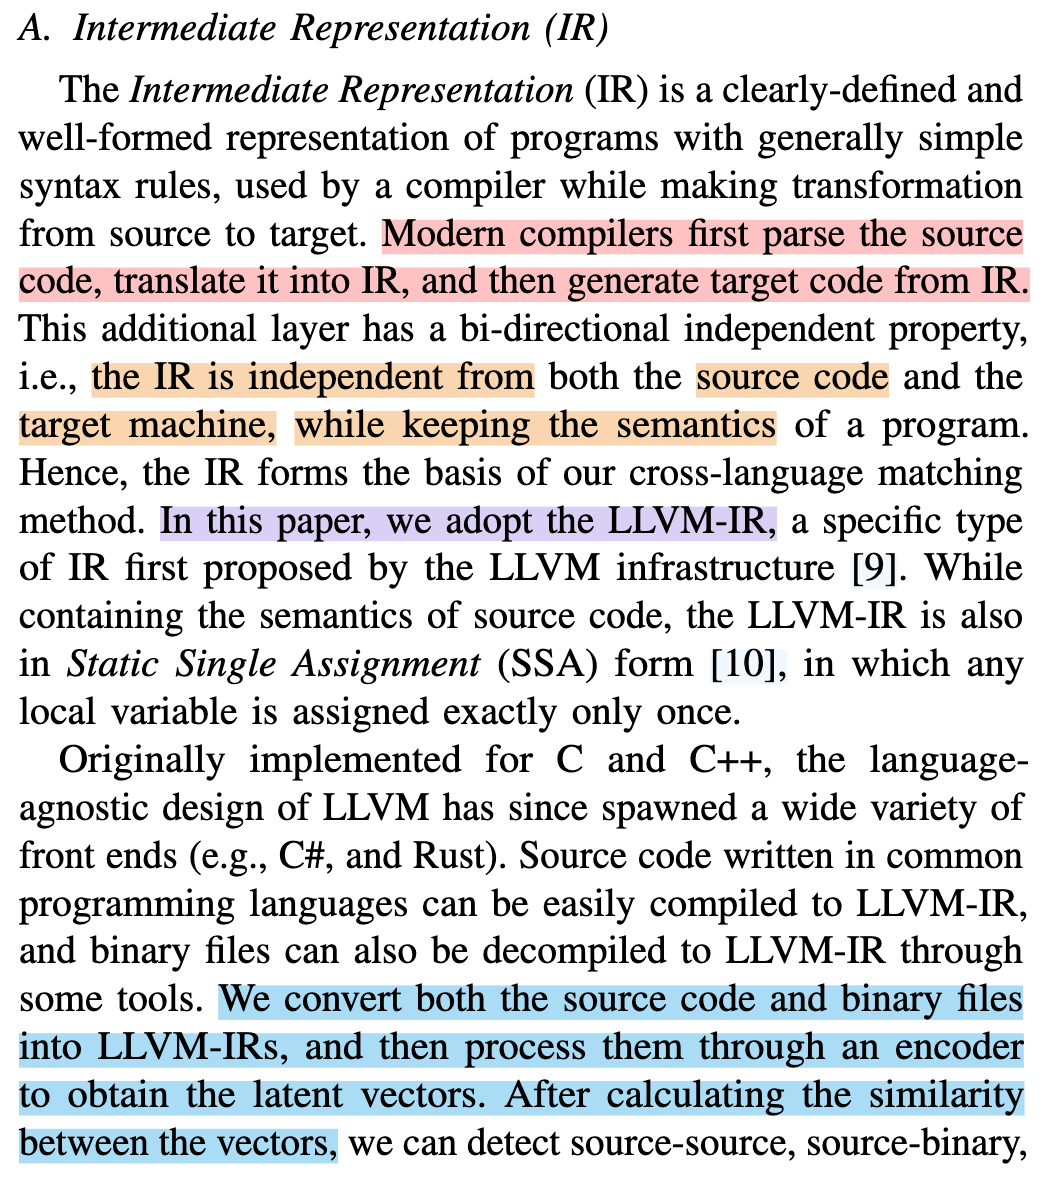 A. Intermediate Representation (IR)
The Intermediate Representation (IR) is a clearly-defined and
well-formed representation of programs with generally simple
syntax rules, used by a compiler while making transformation
from source to target. Modern compilers first parse the source
code, translate it into IR, and then generate target code from IR.
This additional layer has a bi-directional independent property,
i.e., the IR is independent from both the source code and the
target machine, while keeping the semantics of a program.
Hence, the IR forms the basis of our cross-language matching
method. In this paper, we adopt the LLVM-IR, a specific type
of IR first proposed by the LLVM infrastructure [9]. While
containing the semantics of source code, the LLVM-IR is also
in Static Single Assignment (SSA) form [10], in which any
local variable is assigned exactly only once.
Originally implemented for C and C++, the language-
agnostic design of LLVM has since spawned a wide variety of
front ends (e.g., C#, and Rust). Source code written in common
programming languages can be easily compiled to LLVM-IR,
and binary files can also be decompiled to LLVM-IR through
some tools. We convert both the source code and binary files
into LLVM-IRs, and then process them through an encoder
to obtain the latent vectors. After calculating the similarity
between the vectors, we can detect source-source, source-binary,